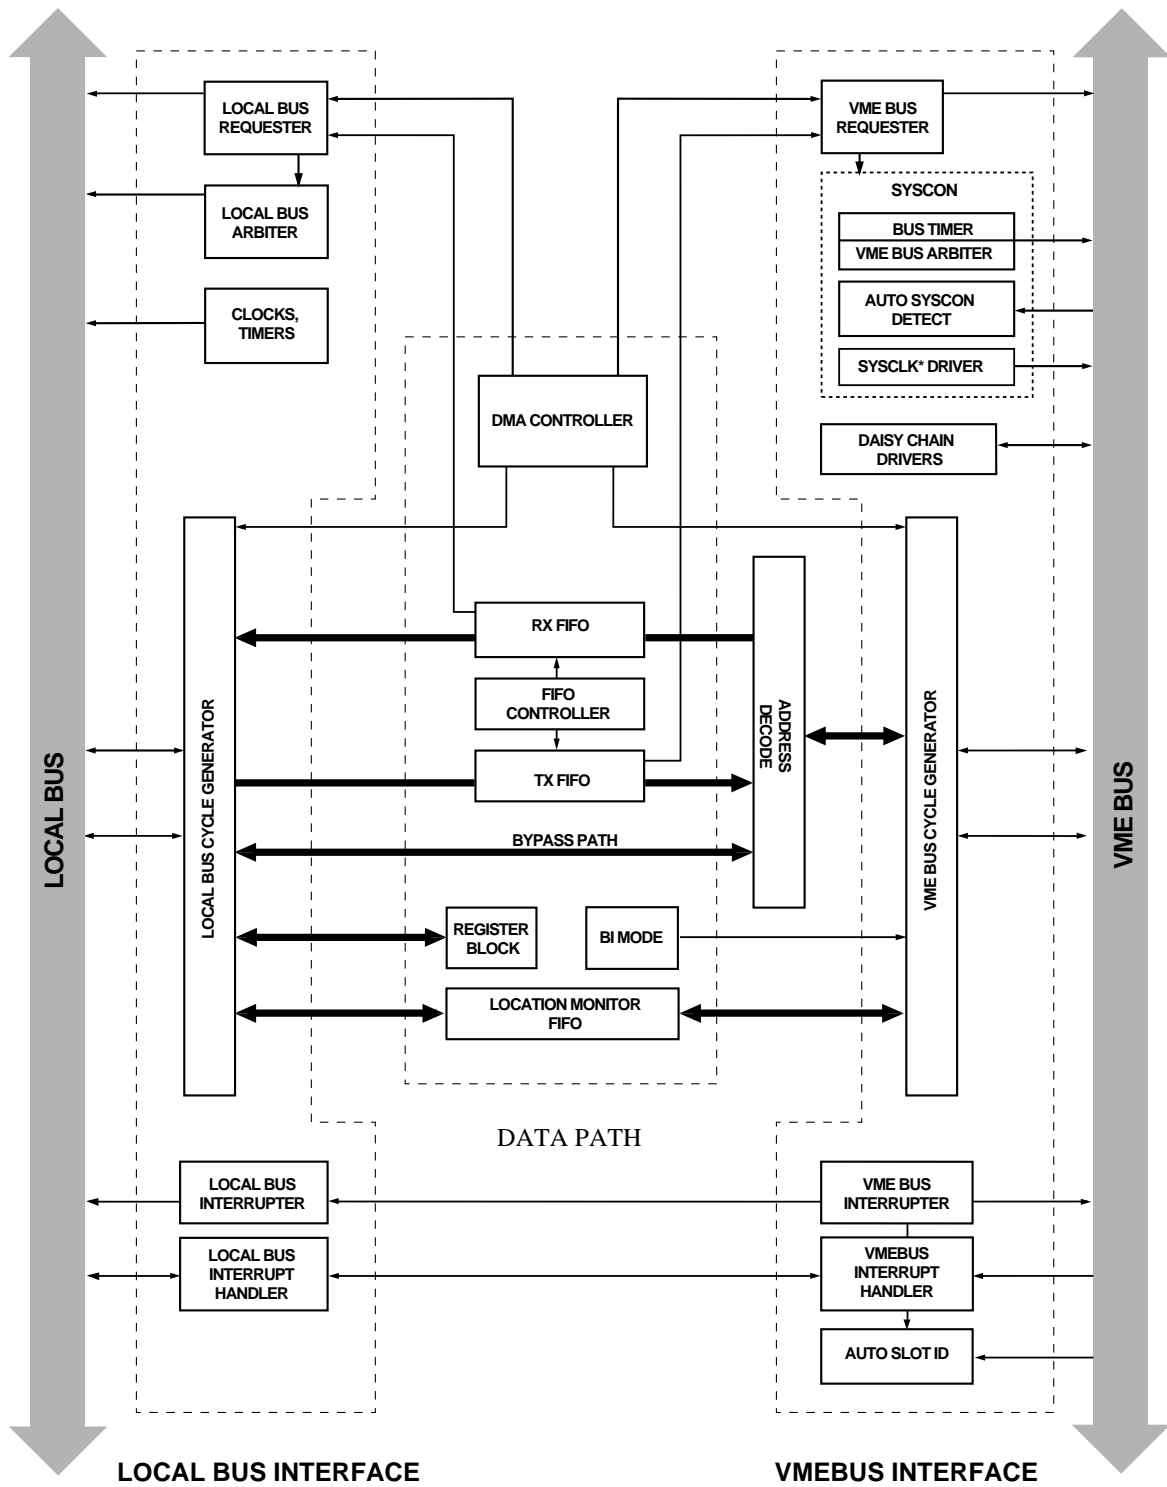 LOCAL BUS
REQUESTER
LOCAL BUS
ARBITER
CLOCKS,
TIMERS
VME BUS
REQUESTER
SYSCON
BUS TIMER
VME BUS ARBITER
AUTO SYSCON
DETECT
SYSCLK* DRIVER
DAISY CHAIN
DRIVERS
DMA CONTROLLER
RX FIFO
FIFO
CONTROLLER
TX FIFO
BYPASS PATH
ADDRESS
DECODE
LOCAL BUS
LOCAL BUS CYCLE GENERATOR
VME BUS CYCLE GENERATOR
VME BUS
REGISTER
BLOCK
BI MODE
LOCATION MONITOR
FIFO
DATA PATH
LOCAL BUS
INTERRUPTER
VME BUS
INTERRUPTER
LOCAL BUS
INTERRUPT
HANDLER
VMEBUS
INTERRUPT
HANDLER
AUTO SLOT ID
LOCAL BUS INTERFACE
VMEBUS INTERFACE